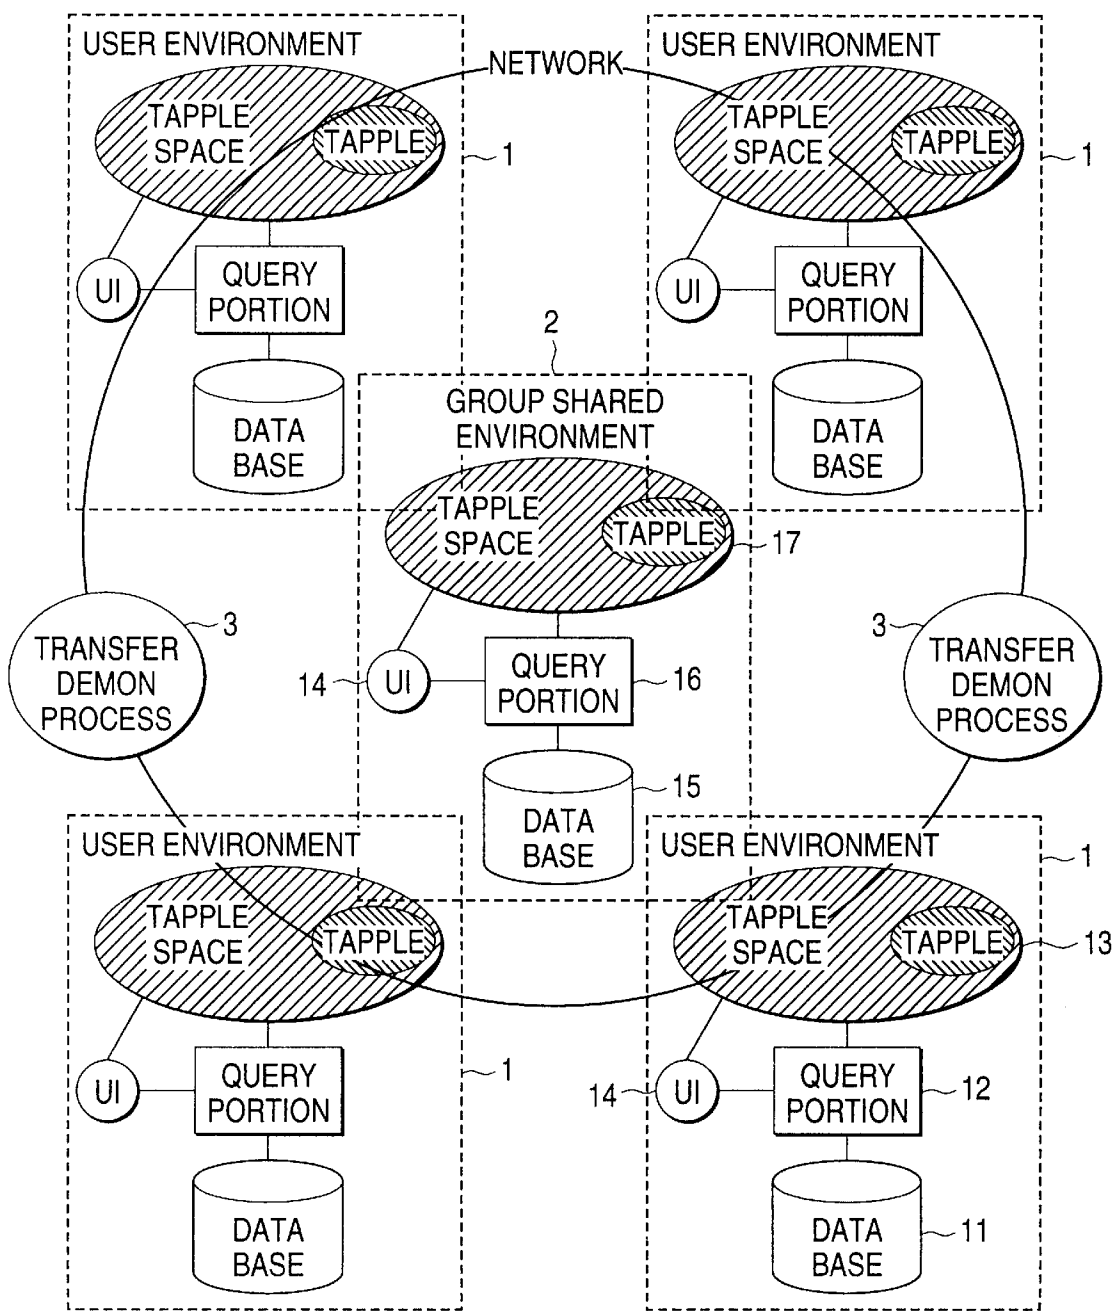 USER ENVIRONMENT
TAPPLE
SPACE
TAPPLE
1
UI
QUERY
PORTION
DATA
BASE
NETWORK
USER ENVIRONMENT
TAPPLE
SPACE
TAPPLE
1
UI
QUERY
PORTION
DATA
BASE
2
GROUP SHARED
ENVIRONMENT
TAPPLE
SPACE
TAPPLE
17
14
UI
QUERY
PORTION
16
DATA
BASE
15
3
TRANSFER
DEMON
PROCESS
3
TRANSFER
DEMON
PROCESS
USER ENVIRONMENT
TAPPLE
SPACE
TAPPLE
UI
QUERY
PORTION
1
DATA
BASE
USER ENVIRONMENT
1
TAPPLE
SPACE
TAPPLE
13
14
UI
QUERY
PORTION
12
DATA
BASE
11